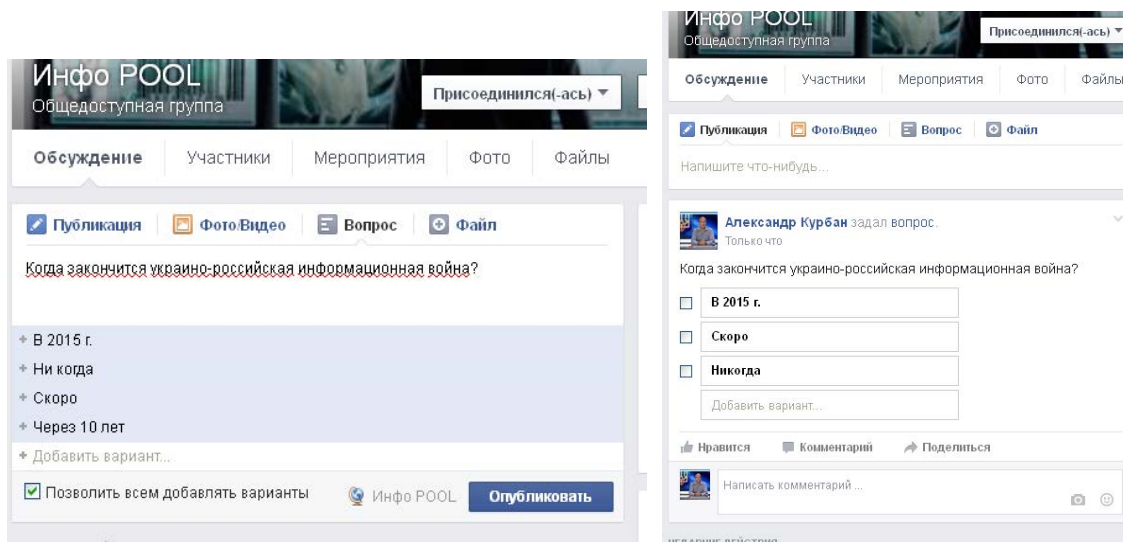 Инфо POOL
Общедоступная группа
Присоединился(-ась)
Обсуждение Участники Мероприятия Фото Файлы
Публикация Фото/Видео Вопрос Файл
Когда закончится украино-российская информационная война?
+ В 2015 г.
+ Ни когда
+ Скоро
+ Через 10 лет
+ Добавить вариант...
Позволить всем добавлять варианты Инфо POOL Опубликовать
Инфо POOL
Общедоступная группа
Присоединился(-ась)
Обсуждение Участники Мероприятия Фото Файлы
Публикация Фото/Видео Вопрос Файл
Напишите что-нибудь...
Александр Курбан задал вопрос.
Только что
Когда закончится украино-российская информационная война?
В 2015 г.
Скоро
Никогда
Добавить вариант...
Нравится Комментарий Поделиться
Написать комментарий ...
НЕДАВНИЕ ДЕЙСТВИЯ